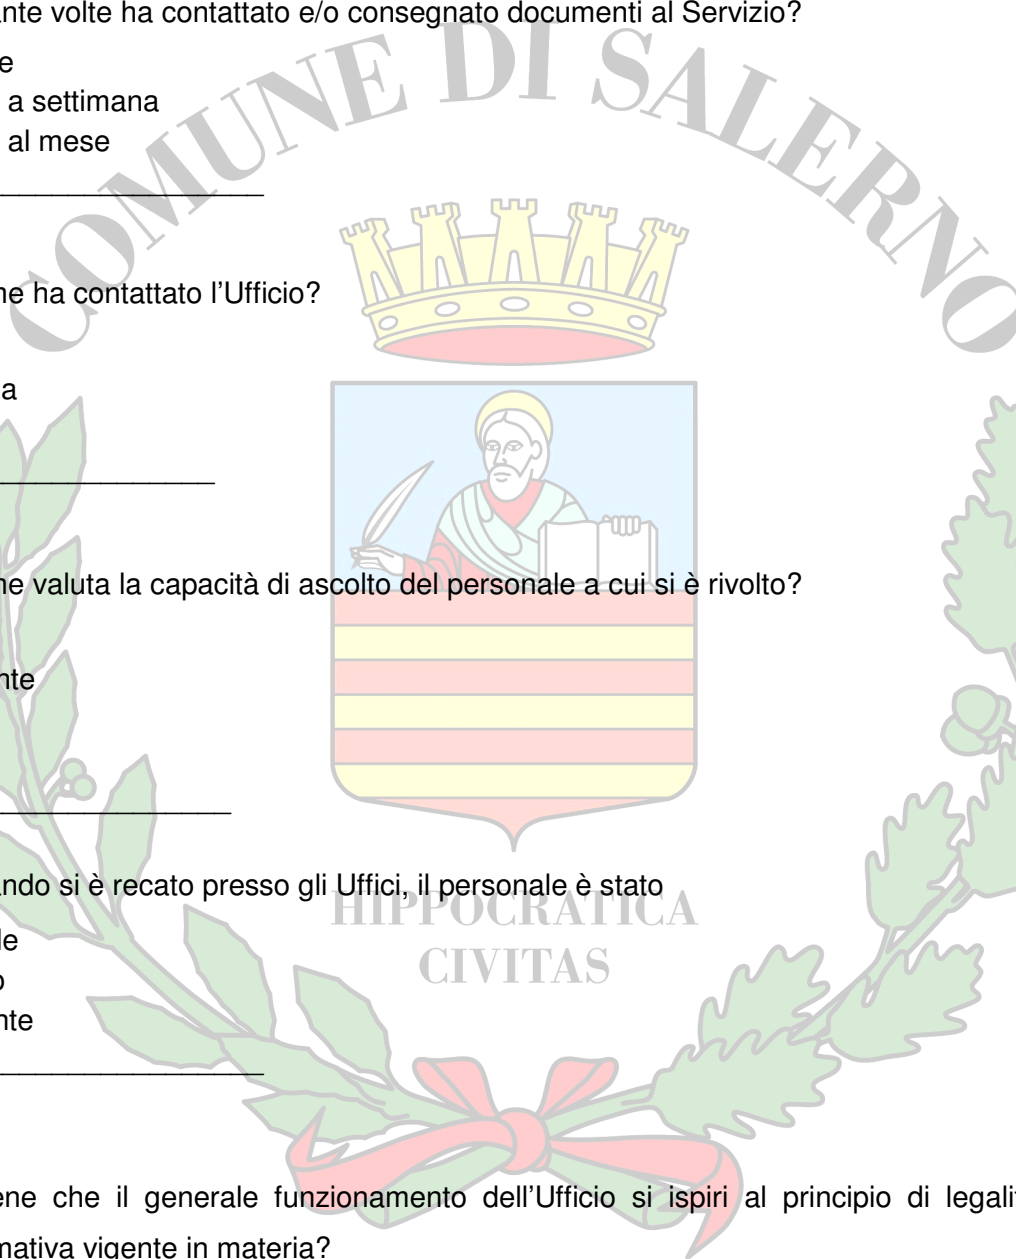 COMUNE DI SALERNO
nte volte ha contattato e/o consegnato documenti al Servizio?
e
a settimana
al mese
ne ha contattato l'Ufficio?
a
ne valuta la capacità di ascolto del personale a cui si è rivolto?
nte
ndo si è recato presso gli Uffici, il personale è stato
HIPPOCRATICA
le
CIVITAS
o
nte
ene che il generale funzionamento dell'Ufficio si ispiri al principio di legalit
mativa vigente in materia?